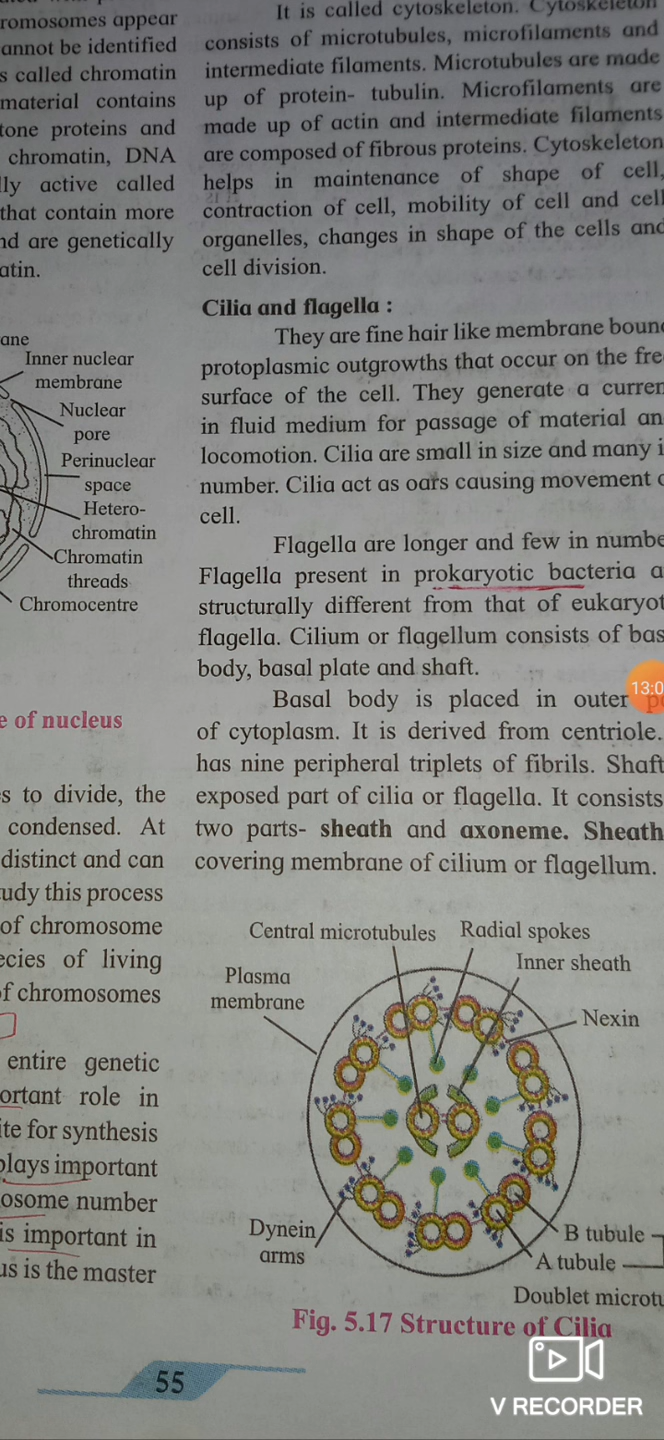 romosomes appear
annot be identified
s called chromatin
material contains
tone proteins and
chromatin, DNA
lly active called
that contain more
nd are genetically
atin.
ane
Inner nuclear
membrane
Nuclear
pore
Perinuclear
space
Hetero-
chromatin
Chromatin
threads
Chromocentre
e of nucleus
s to divide, the
condensed. At
distinct and can
udy this process
of chromosome
ecies of living
f chromosomes
entire genetic
ortant role in
ite for synthesis
plays important
osome number
is important in
us is the master
It is called cytoskeleton. Cytoskeleton
consists of microtubules, microfilaments and
intermediate filaments. Microtubules are made
up of protein- tubulin. Microfilaments are
made up of actin and intermediate filaments
are composed of fibrous proteins. Cytoskeleton
helps in maintenance of shape of cell,
contraction of cell, mobility of cell and cell
organelles, changes in shape of the cells and
cell division.
Cilia and flagella :
They are fine hair like membrane boun
protoplasmic outgrowths that occur on the fre
surface of the cell. They generate a curren
in fluid medium for passage of material an
locomotion. Cilia are small in size and many i
number. Cilia act as oars causing movement o
cell.
Flagella are longer and few in numbe
Flagella present in prokaryotic bacteria a
structurally different from that of eukaryot
flagella. Cilium or flagellum consists of bas
body, basal plate and shaft.
Basal body is placed in outer p
of cytoplasm. It is derived from centriole.
has nine peripheral triplets of fibrils. Shaft
exposed part of cilia or flagella. It consists
two parts- sheath and axoneme. Sheath
covering membrane of cilium or flagellum.
13:0
Central microtubules
Radial spokes
Inner sheath
Plasma
membrane
Nexin
Dynein
arms
B tubule
A tubule
Doublet microtu
Fig. 5.17 Structure of Cilia
55
V RECORDER